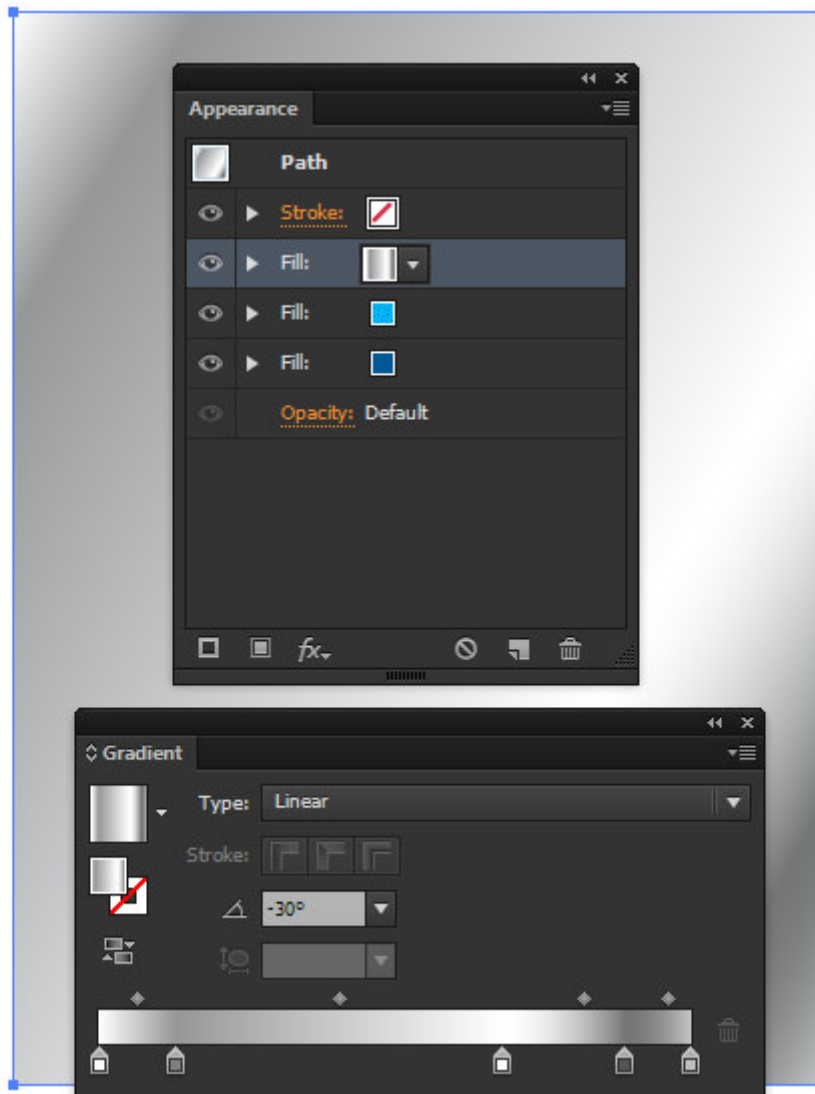 Appearance
Path
Stroke:
Fill:
Fill:
Fill:
Opacity: Default
fx
Gradient
Type: Linear
Stroke:
-30°